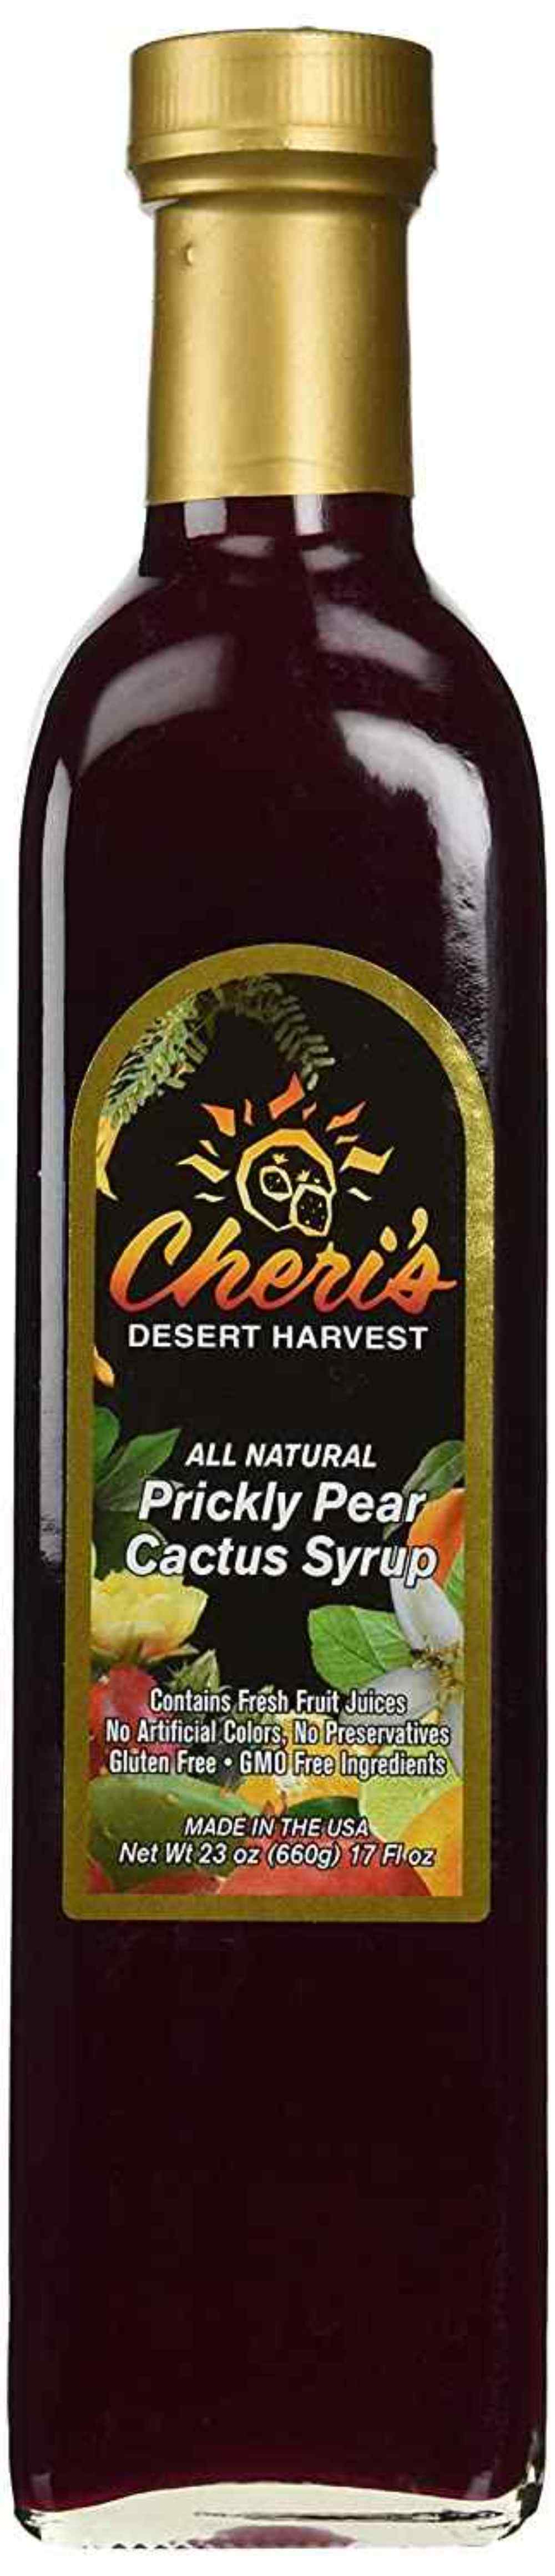 Cheri's
DESERT HARVEST
ALL NATURAL
Prickly Pear
Cactus Syrup
Contains Fresh Fruit Juices
No Artificial Colors, No Preservatives
Gluten Free • GMO Free Ingredients
MADE IN THE USA
Net Wt 23 oz (660g) 17 Fl oz